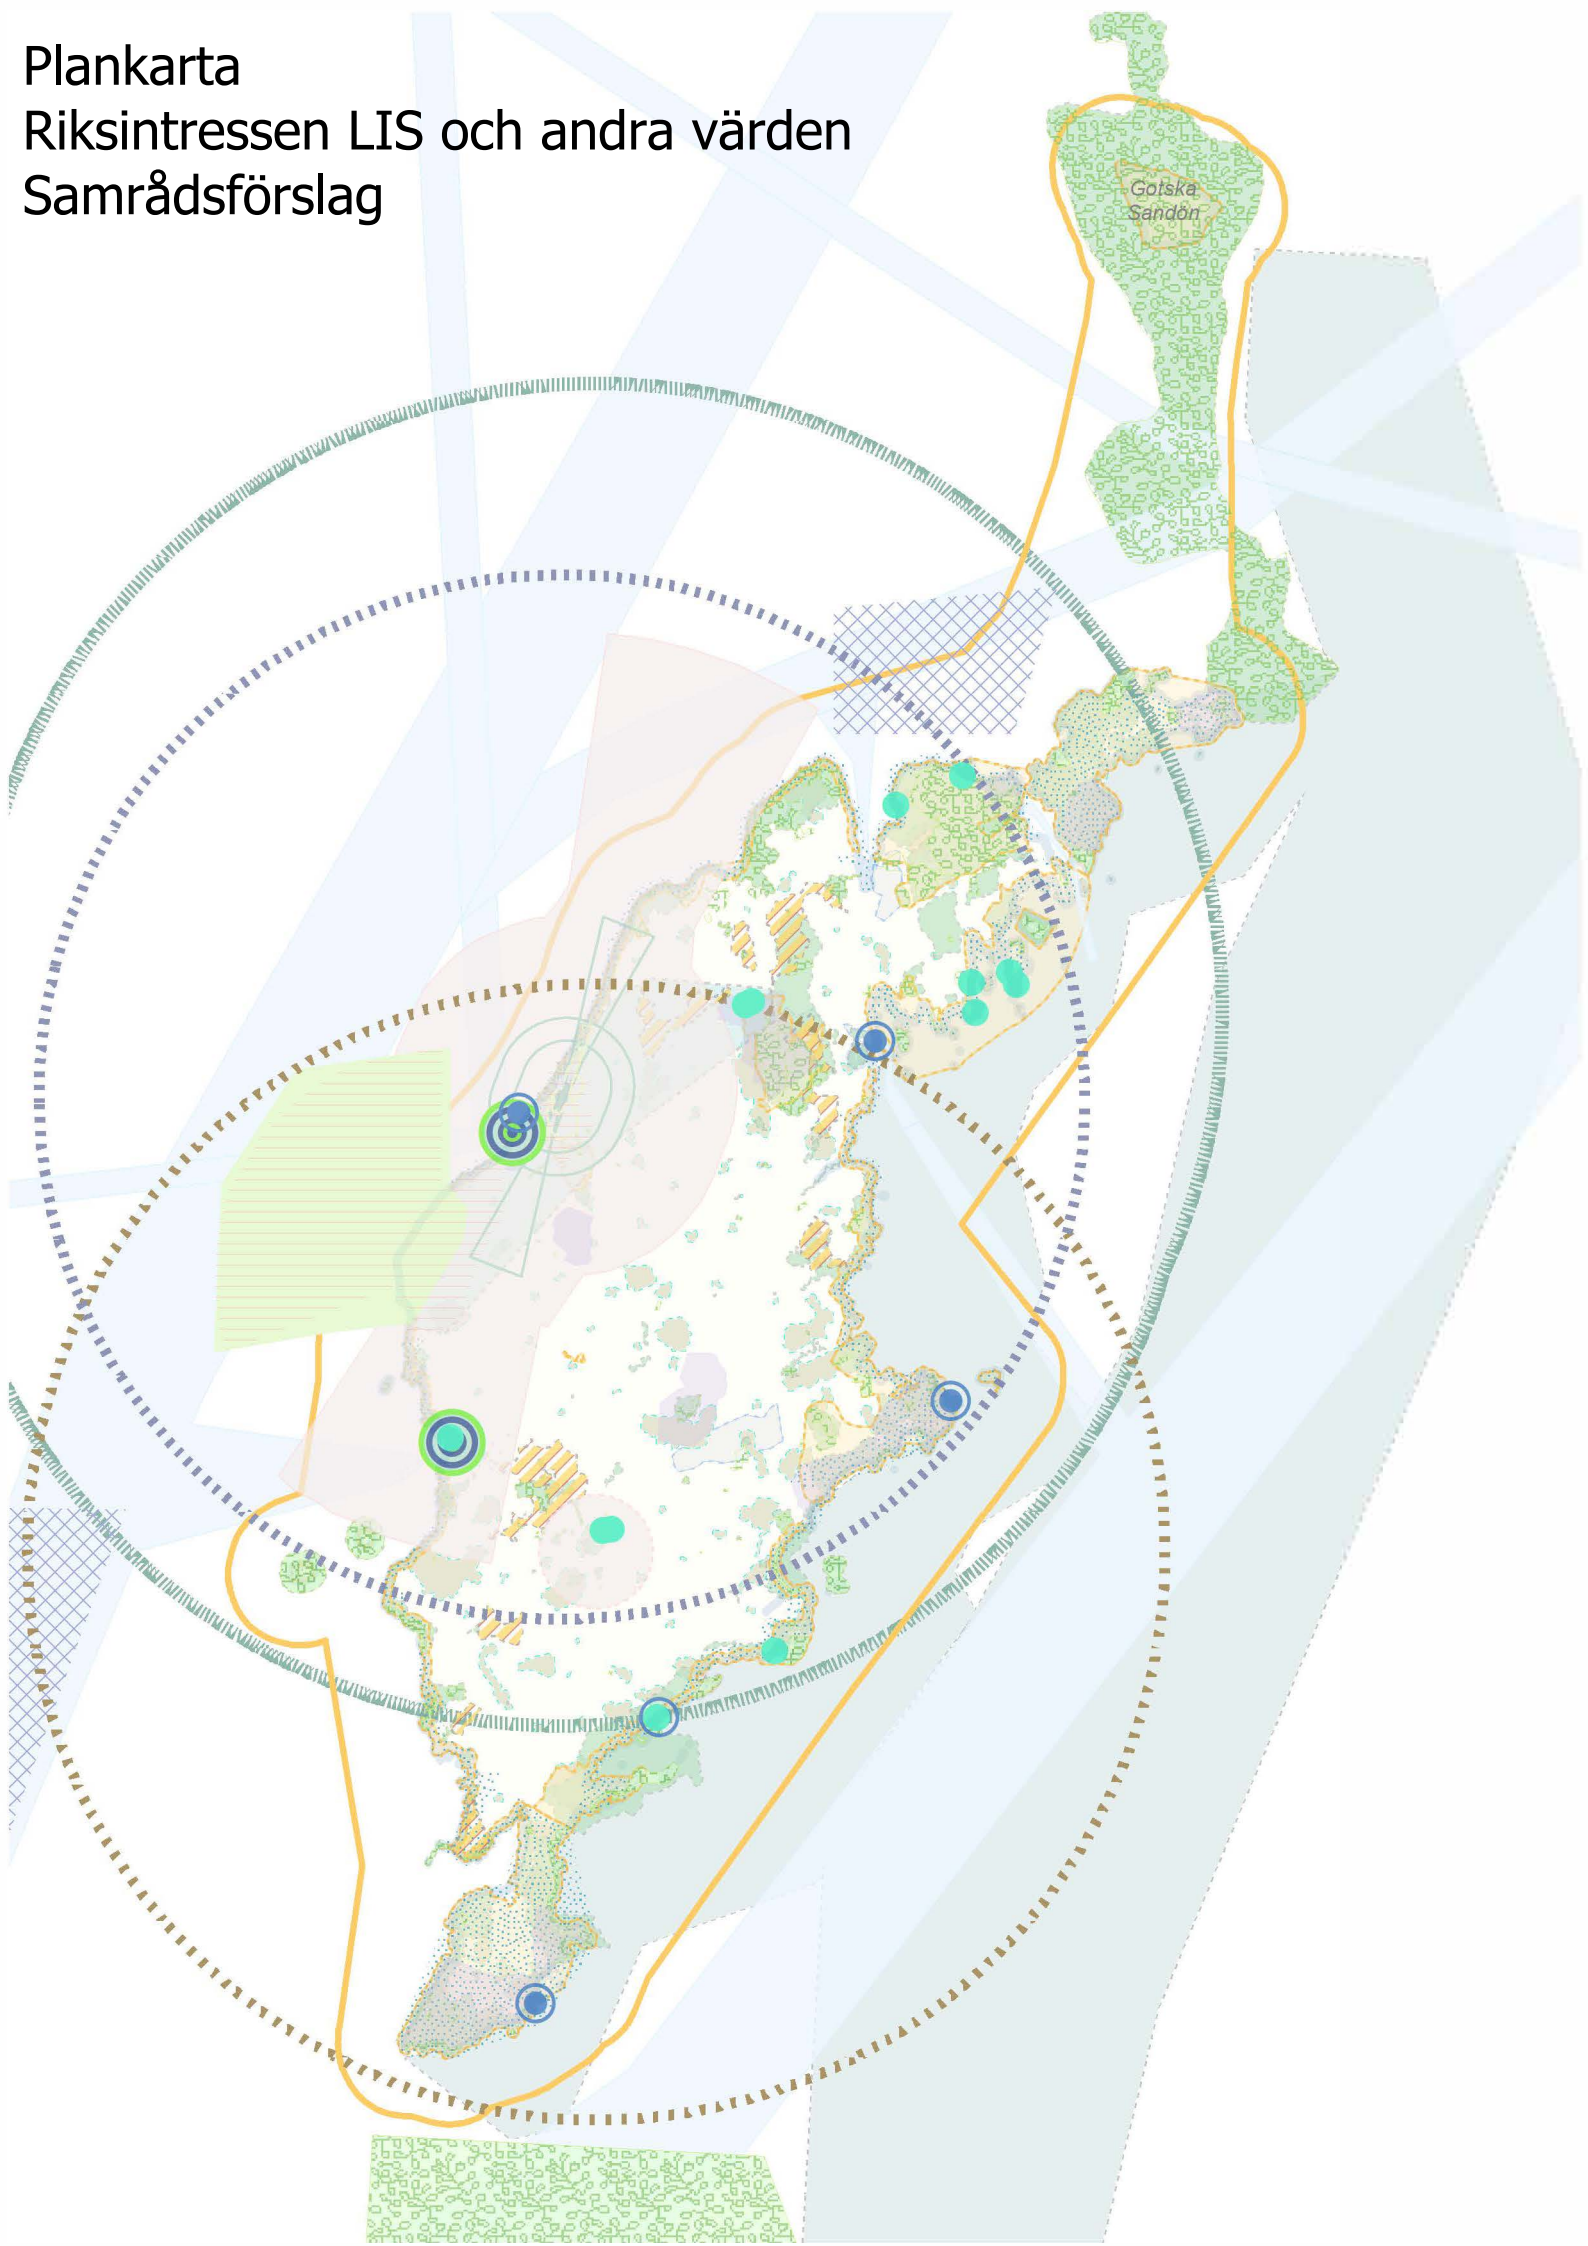 Plankarta
Riksintressen LIS och andra värden
Samrådsförslag
Gotska
Sandön